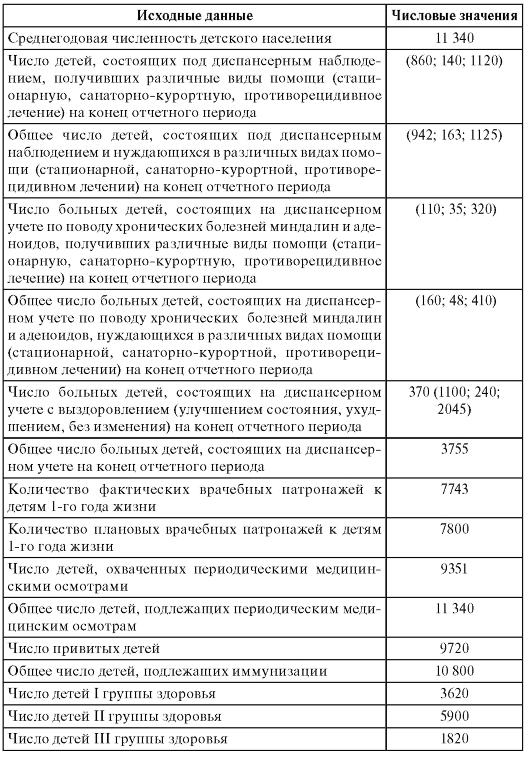 Исходные данные
Числовые значения
Среднегодовая численность детского населения
11 340
Число детей, состоящих под диспансерным наблюде-
нием, получивших различные виды помощи (стаци-
онарную, санаторно-курортную, противорецидивное
лечение) на конец отчетного периода
(860; 140; 1120)
Общее число детей, состоящих под диспансерным
наблюдением и нуждающихся в различных видах помо-
щи (стационарной, санаторно-курортной, противоре-
цидивном лечении) на конец отчетного периода
(942; 163; 1125)
Число больных детей, состоящих на диспансерном
учете по поводу хронических болезней миндалин и аде-
ноидов, получивших различные виды помощи (стаци-
онарную, санаторно-курортную, противорецидивное
лечение) на конец отчетного периода
(110; 35; 320)
Общее число больных детей, состоящих на диспансер-
ном учете по поводу хронических болезней миндалин
и аденоидов, нуждающихся в различных видах помощи
(стационарной, санаторно-курортной, противореци-
дивном лечении) на конец отчетного периода
(160; 48; 410)
Число больных детей, состоящих на диспансерном
учете с выздоровлением (улучшением состояния, ухуд-
шением, без изменения) на конец отчетного периода
370 (1100; 240;
2045)
Общее число больных детей, состоящих на диспансер-
ном учете на конец отчетного периода
3755
Количество фактических врачебных патронажей к
детям 1-го года жизни
7743
Количество плановых врачебных патронажей к детям
1-го года жизни
7800
Число детей, охваченных периодическими медицин-
скими осмотрами
9351
Общее число детей, подлежащих периодическим меди-
цинским осмотрам
11 340
Число привитых детей
9720
Общее число детей, подлежащих иммунизации
10 800
Число детей I группы здоровья
3620
Число детей II группы здоровья
5900
Число детей III группы здоровья
1820